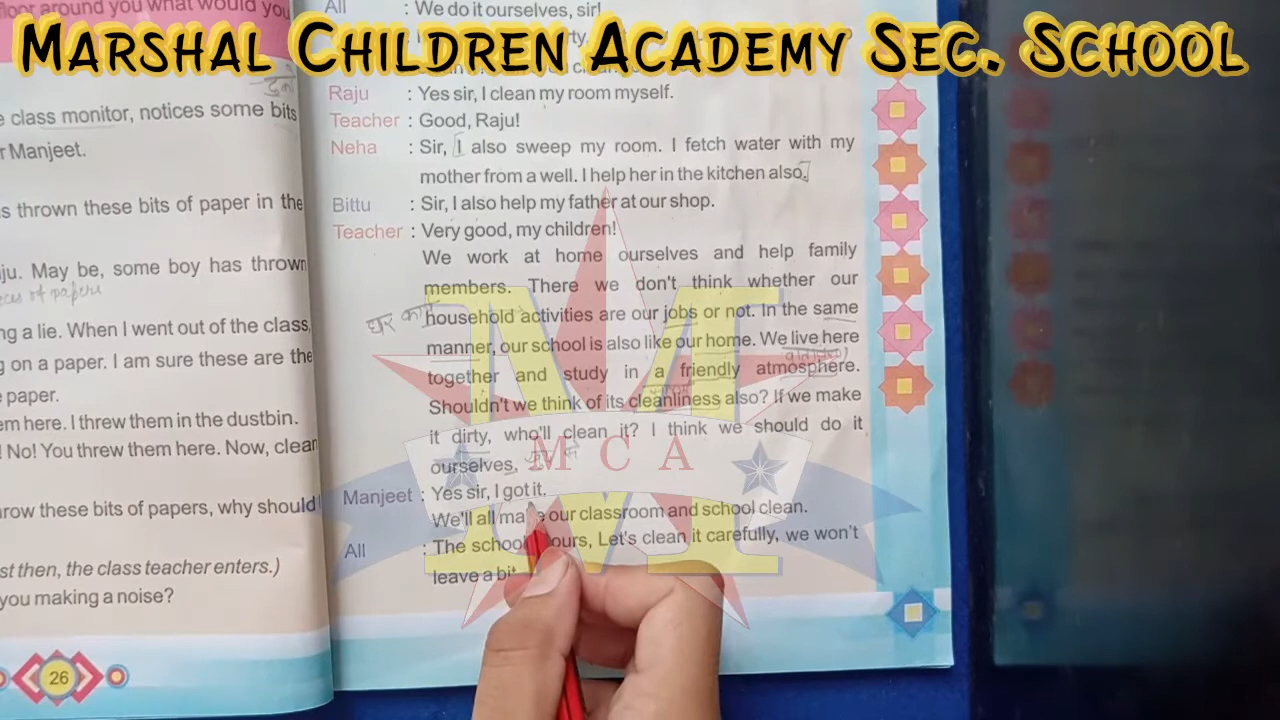 MARSHAL CHILDREN ACADEMY SEC. SCHOOL
floor around you what would you
e class monitor, notices some bits
r Manjeet.
s thrown these bits of paper in the
ju. May be, some boy has thrown
of papers
ng a lie. When I went out of the class,
g on a paper. I am sure these are the
paper.
em here. I threw them in the dustbin.
! No! You threw them here. Now, clean
hrow these bits of papers, why should I
st then, the class teacher enters.)
you making a noise?
26
All : We do it ourselves, sir!
Raju : Yes sir, I clean my room myself.
Teacher : Good, Raju!
Neha : Sir, I also sweep my room. I fetch water with my
mother from a well. I help her in the kitchen also.
Bittu : Sir, I also help my father at our shop.
Teacher : Very good, my children!
We work at home ourselves and help family
members. There we don't think whether our
घर
household activities are our jobs or not. In the same
manner, our school is also like our home. We live here
together and study in a friendly atmosphere.
Shouldn't we think of its cleanliness also? If we make
it dirty, who'll clean it? I think we should do it
ourselves,
M C A
Manjeet : Yes sir, I got it.
We'll all ma our classroom and school clean.
All : The school ours, Let's clean it carefully, we won't
leave a bit